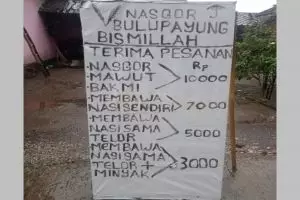 V NASGOR J
BULUPAYUNG
BISMILLAH
TERIMA PESANAN
-NASGOR Rp
-MAWUT > 10000
-BAKMI
-MEMBAWA
NASI SENDIRI > 7000
-MEMBAWA
NASI SAMA > 5000
TELOR
-MEMBAWA
NASI SAMA
TELOR + > 3000
MINYAK